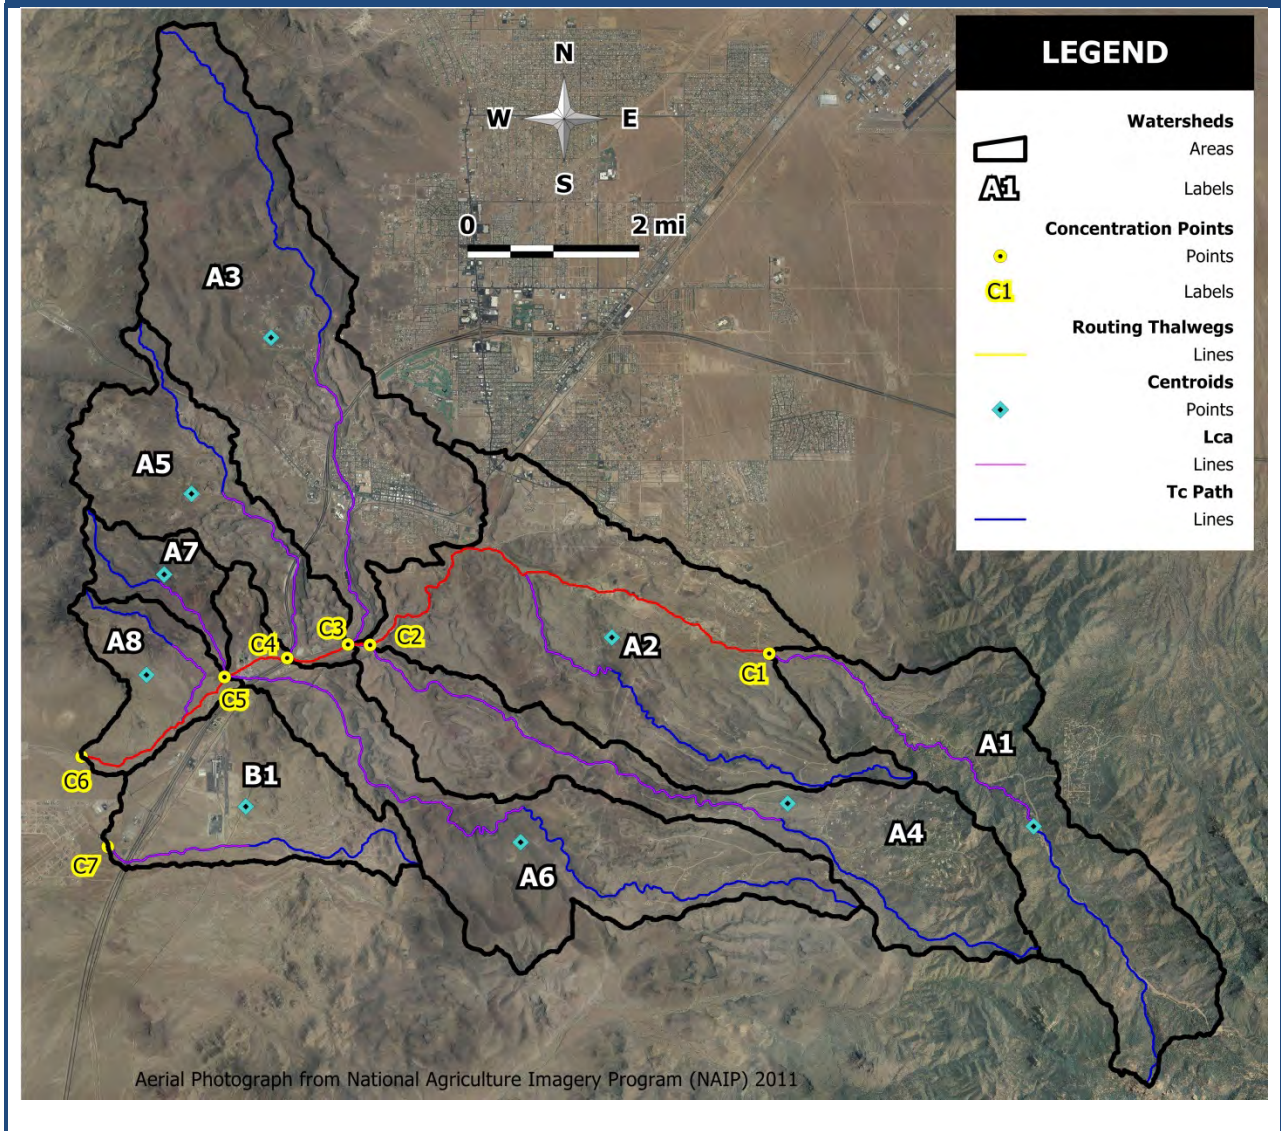 LEGEND
Watersheds
Areas
A1
Labels
Concentration Points
Points
C1
Labels
Routing Thalwegs
Lines
Centroids
Points
Lca
Lines
Tc Path
Lines
N
W
E
S
0
2 mi
A3
A5
A7
A8
C4
C3
C2
A2
C1
C5
A1
C6
B1
A4
C7
A6
Aerial Photograph from National Agriculture Imagery Program (NAIP) 2011